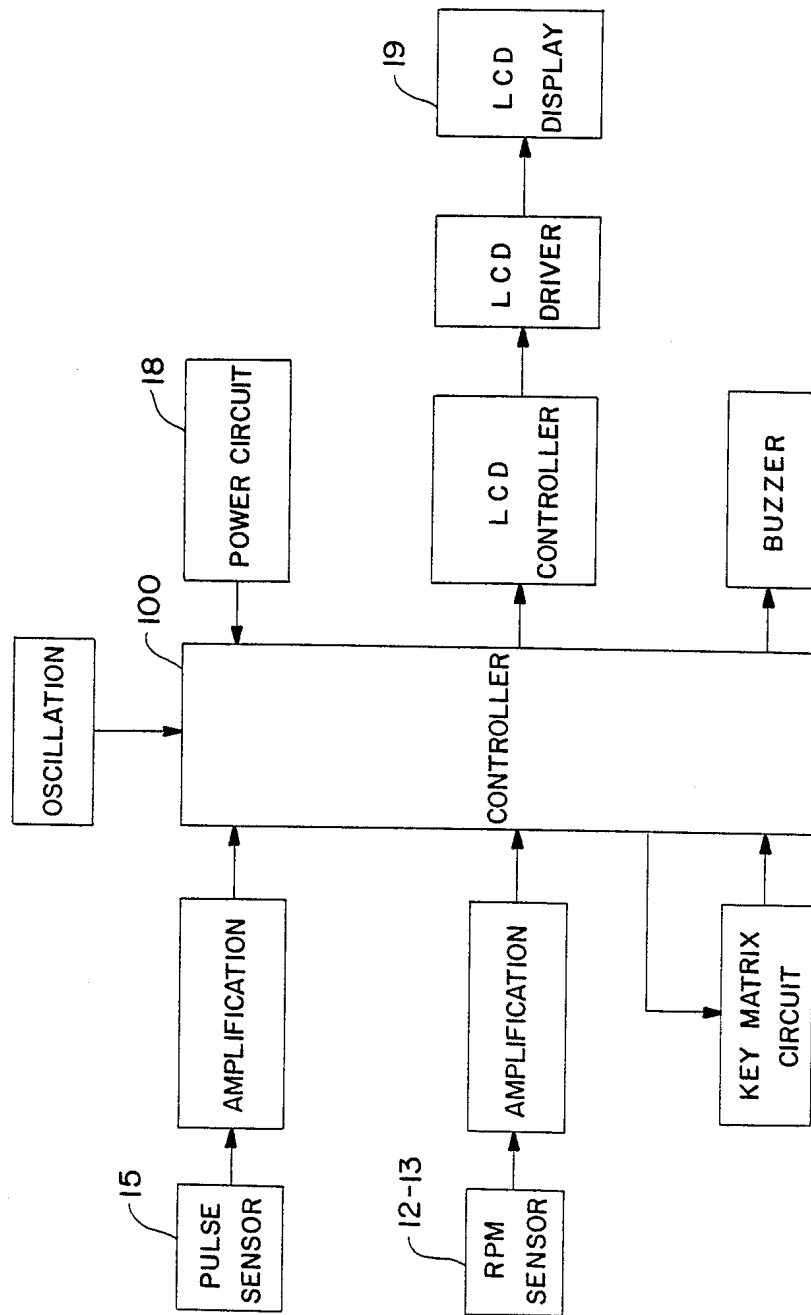 OSCILLATION
100
18
POWER CIRCUIT
15
PULSE
SENSOR
AMPLIFICATION
CONTROLLER
12-13
RPM
SENSOR
AMPLIFICATION
LCD
CONTROLLER
LCD
DRIVER
19
LCD
DISPLAY
KEY MATRIX
CIRCUIT
BUZZER